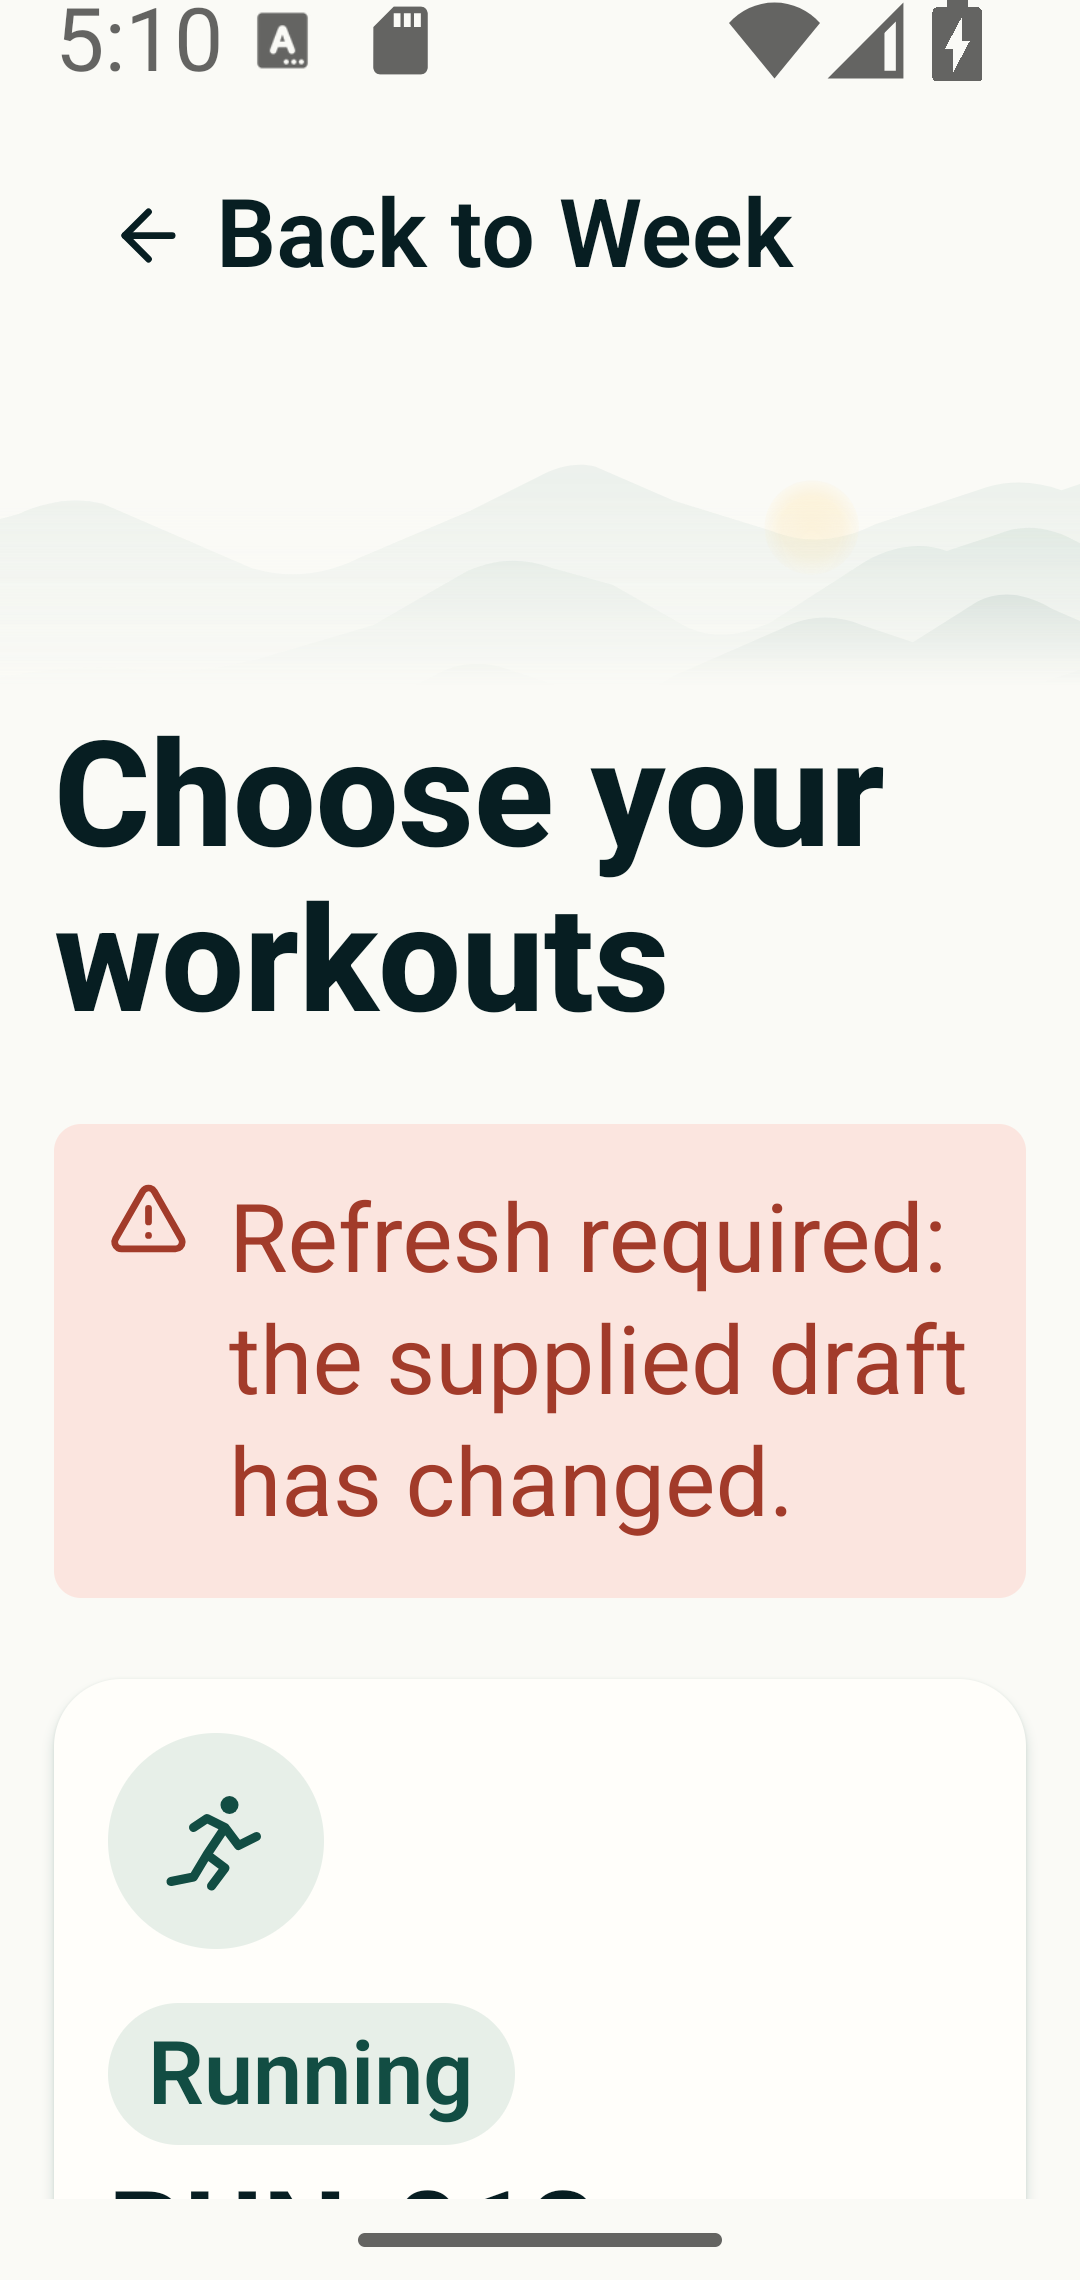 5:10
Back to Week
Choose your
workouts
Refresh required:
the supplied draft
has changed.
Running